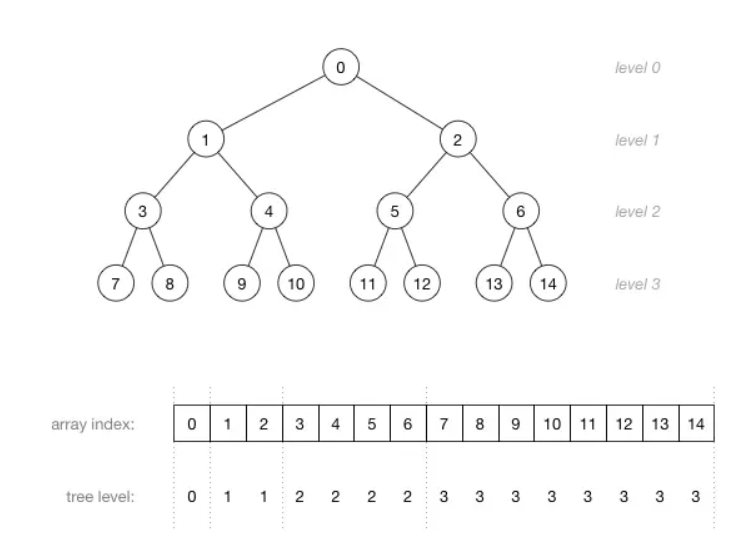 0 level 0
1 2 level 1
3 4 5 6 level 2
7 8 9 10 11 12 13 14 level 3
array index: 0 1 2 3 4 5 6 7 8 9 10 11 12 13 14
tree level: 0 1 1 2 2 2 2 3 3 3 3 3 3 3 3